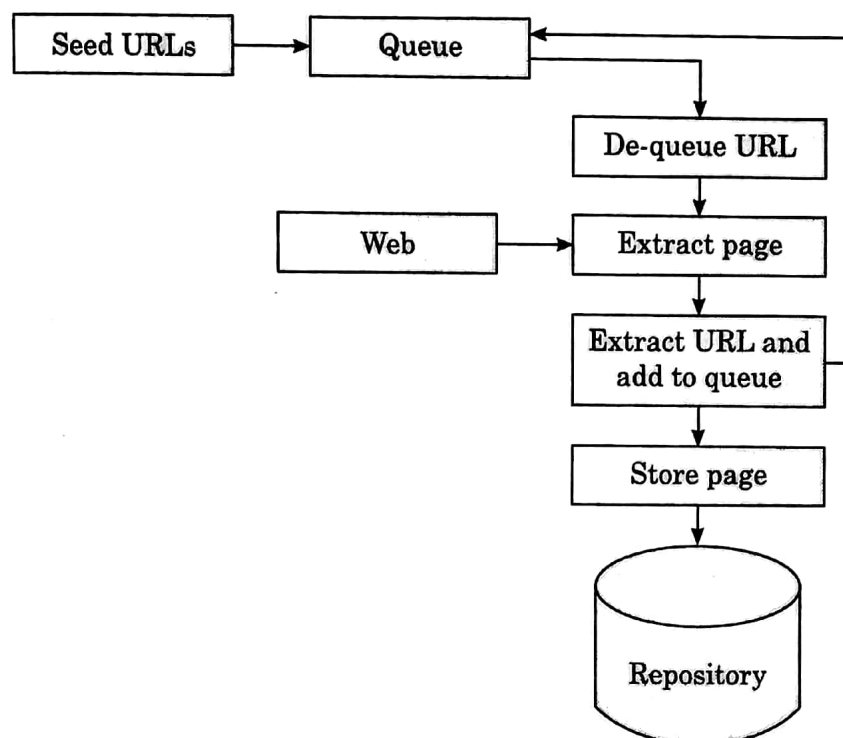 Seed URLs
Queue
De-queue URL
Web
Extract page
Extract URL and
add to queue
Store page
Repository